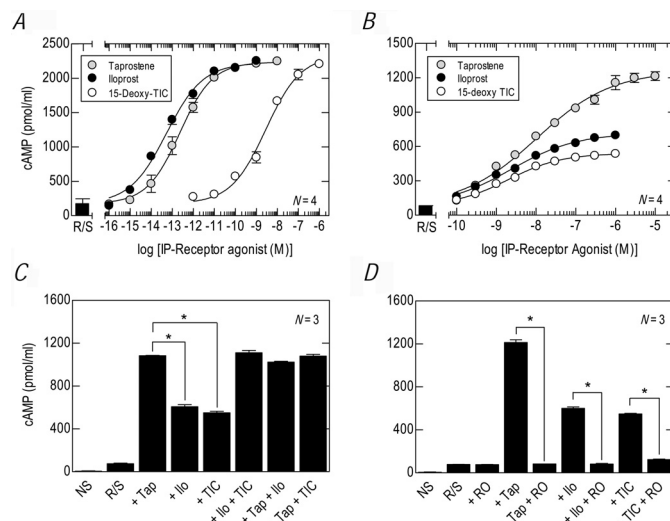 A
B
2500
2000
1500
1000
500
0
cAMP (pmol/ml)
Taprostene
Iloprost
15-Deoxy-TIC
N = 4
R/S
-16 -15 -14 -13 -12 -11 -10 -9 -8 -7 -6
log [IP-Receptor agonist (M)]
1500
1200
900
600
300
0
Taprostene
Iloprost
15-deoxy TIC
N = 4
R/S
-10 -9 -8 -7 -6 -5
log [IP-Receptor Agonist (M)]
C
D
1600
1200
800
400
0
cAMP (pmol/ml)
*
*
N = 3
NS
R/S
+ Tap
+ Ilo
+ TIC
+ Ilo + TIC
+ Tap + Ilo
Tap + TIC
1600
1200
800
400
0
*
*
*
N = 3
NS
R/S
+ RO
+ Tap
Tap + RO
+ Ilo
+ Ilo + RO
+ TIC
TIC + RO